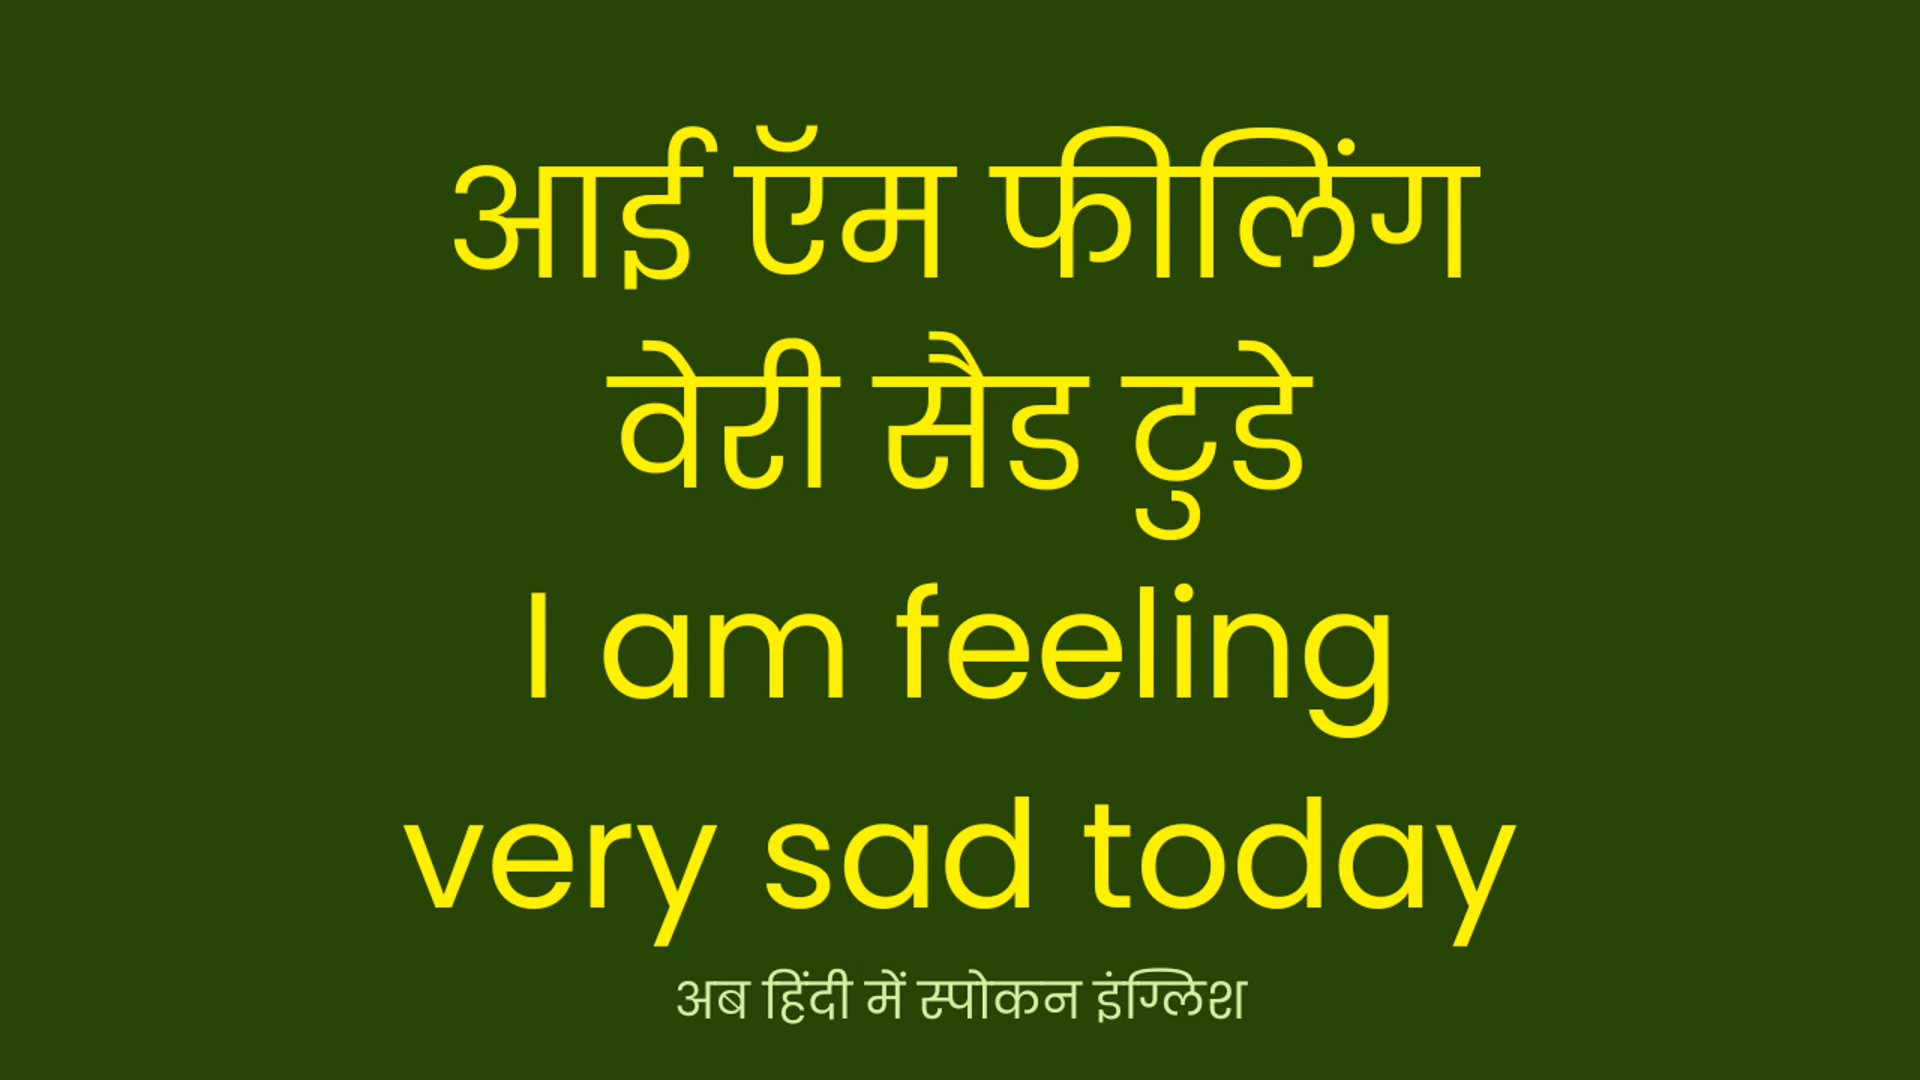 आई ऍम फीलिंग
वेरी सैड टुडे
I am feeling
very sad today
अब हिंदी में स्पोकन इंग्लिश